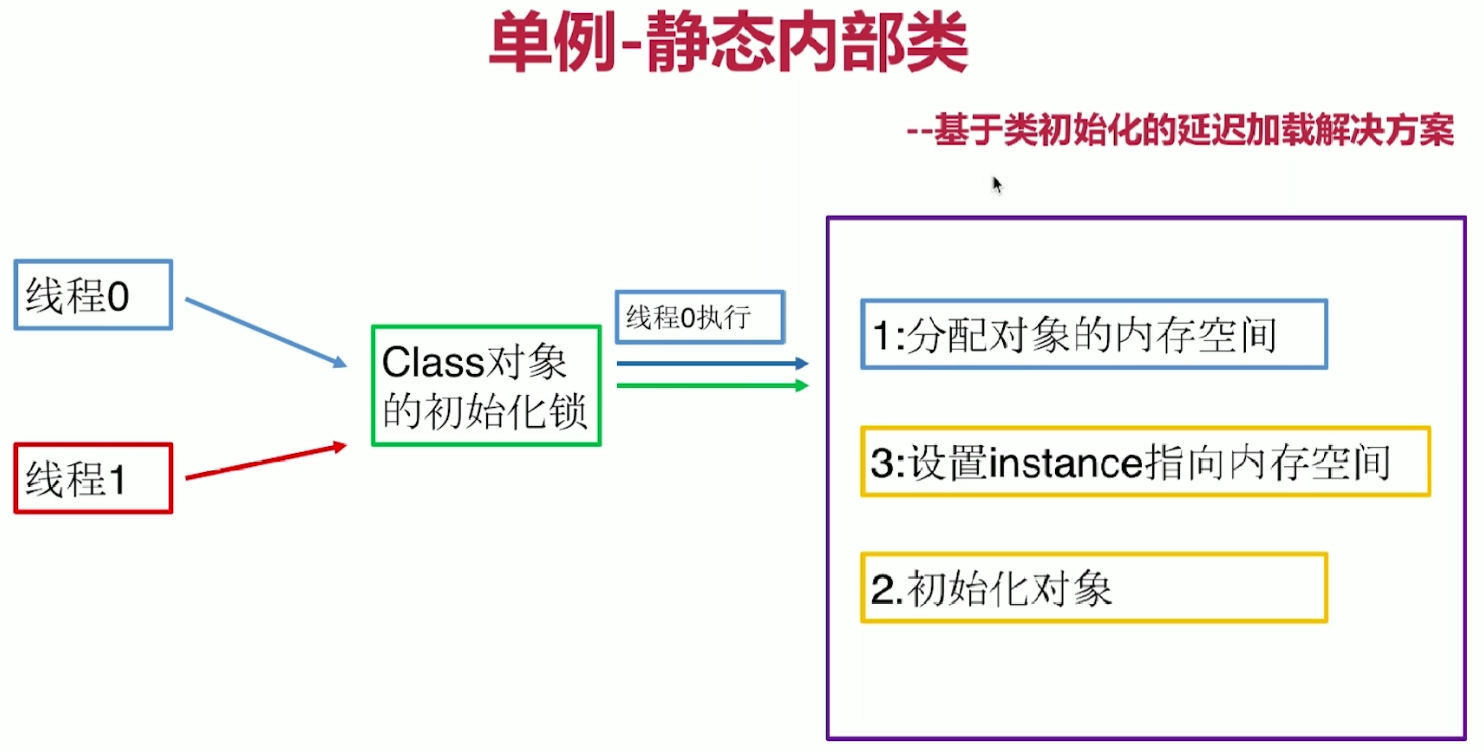 单例-静态内部类
--基于类初始化的延迟加载解决方案
线程0
线程1
Class对象
的初始化锁
线程0执行
1:分配对象的内存空间
3:设置instance指向内存空间
2.初始化对象